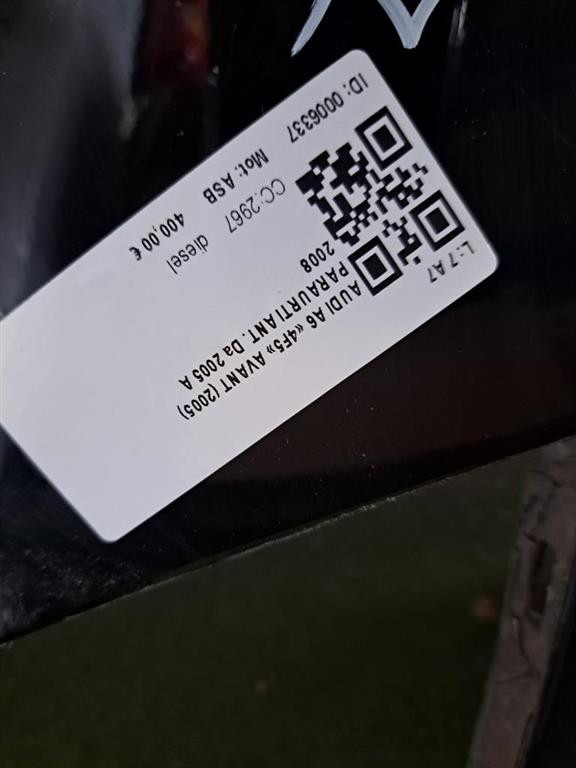 L: 7 A7
AUDI A6 «4F5» AVANT (2005)
PARAURTI ANT. Da 2005 A
2008
CC:2967 diesel
Mot: ASB 400,00 €
ID: 0006337